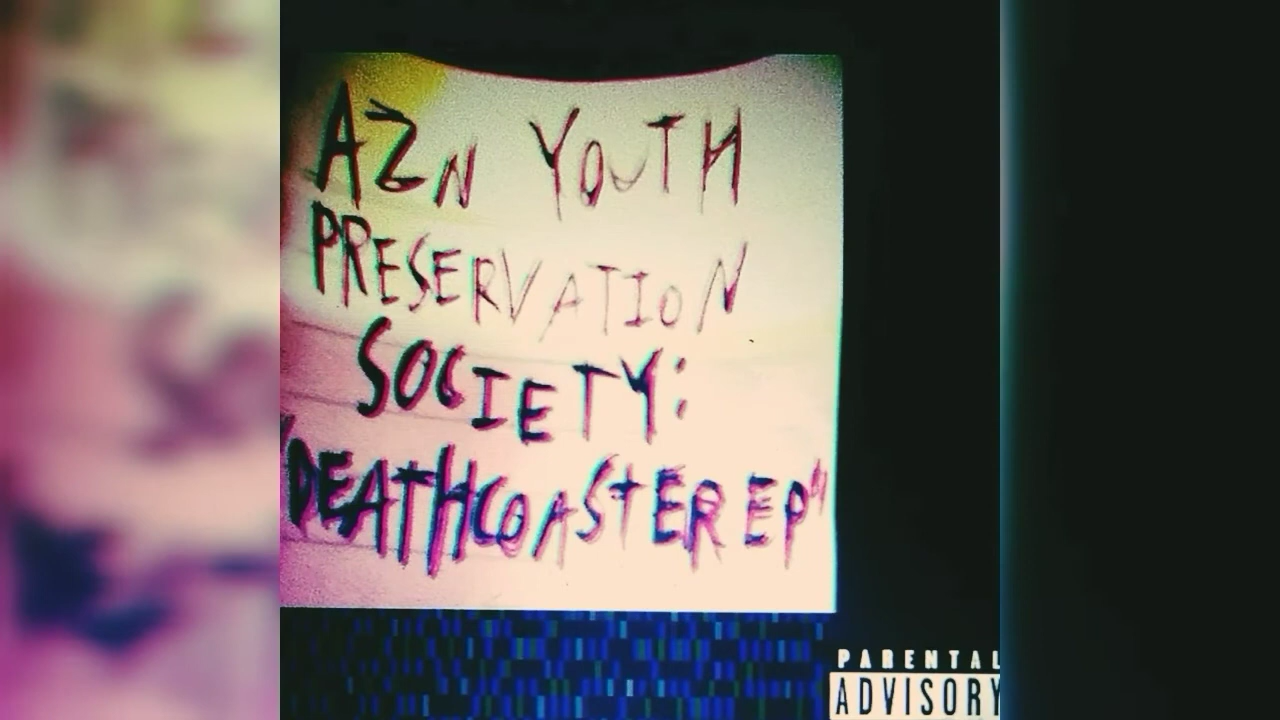 AZN YOUTH
PRESERVATION
SOCIETY:
"DEATHCOASTER EP"
PARENTAL
ADVISORY